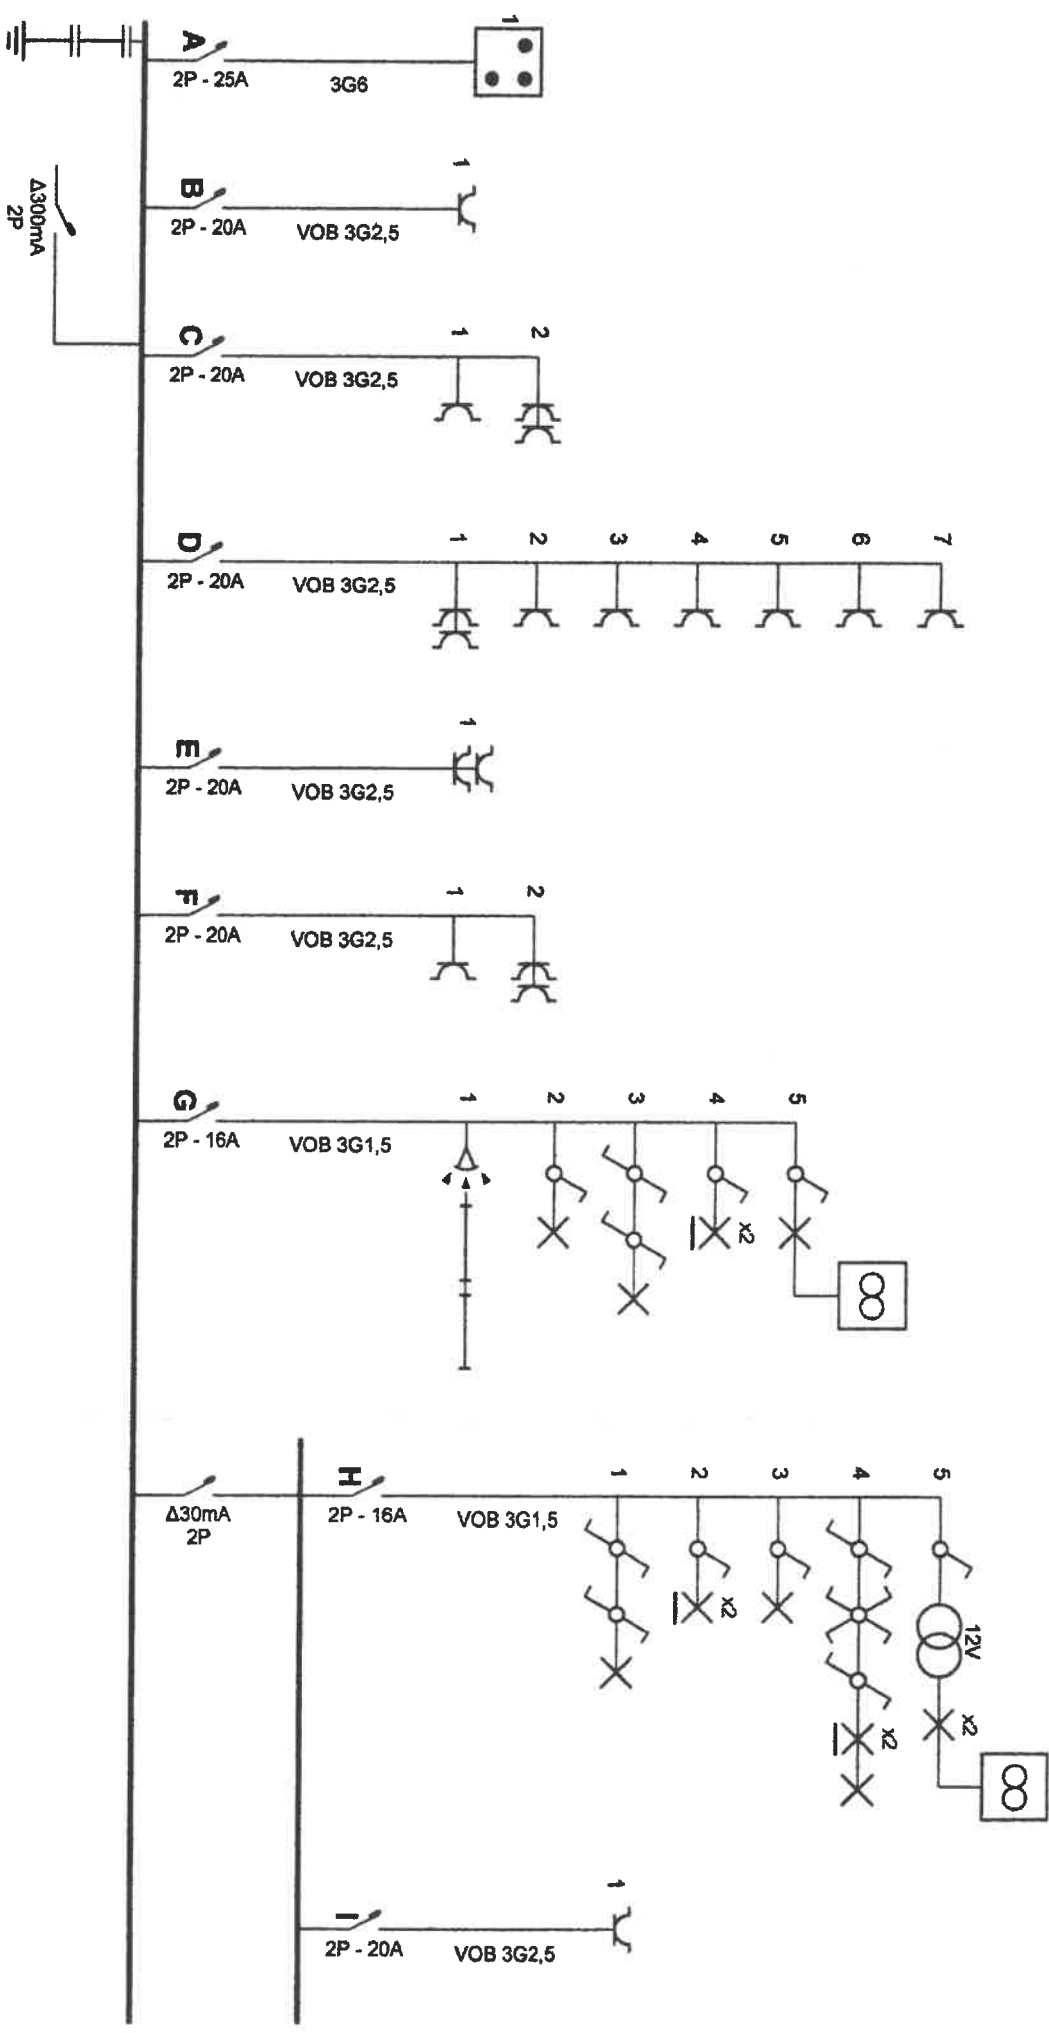 A
2P - 25A
3G6
1
Δ300mA
2P
B
2P - 20A
VOB 3G2,5
1
C
2P - 20A
VOB 3G2,5
1
2
D
2P - 20A
VOB 3G2,5
1
2
3
4
5
6
7
E
2P - 20A
VOB 3G2,5
1
F
2P - 20A
VOB 3G2,5
1
2
G
2P - 16A
VOB 3G1,5
1
2
3
4
5
x2
Δ30mA
2P
H
2P - 16A
VOB 3G1,5
1
2
3
4
5
x2
x2
12V
x2
I
2P - 20A
VOB 3G2,5
1